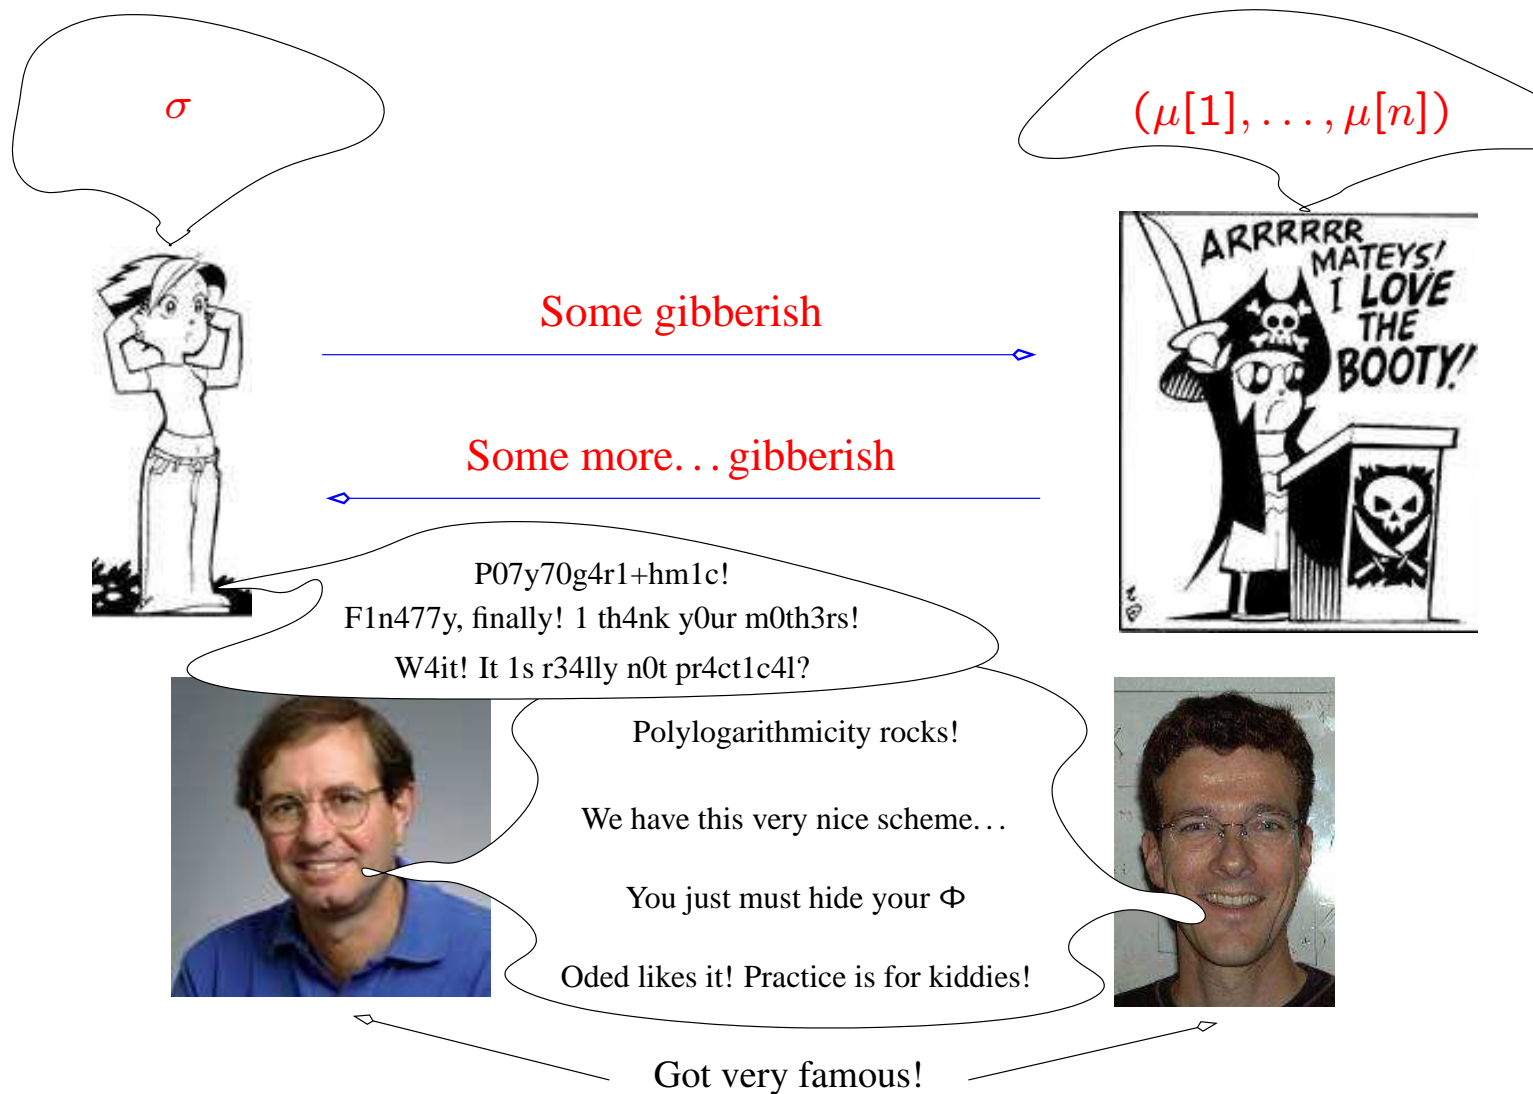 σ
(μ[1], . . . , μ[n])
ARRRRRR
MATEYS!
I LOVE
THE
BOOTY!
Some gibberish
Some more. . . gibberish
P07y70g4r1+hm1c!
F1n477y, finally! 1 th4nk y0ur m0th3rs!
W4it! It 1s r34lly n0t pr4ct1c4l?
Polylogarithmicity rocks!
We have this very nice scheme. . .
You just must hide your Φ
Oded likes it! Practice is for kiddies!
Got very famous!